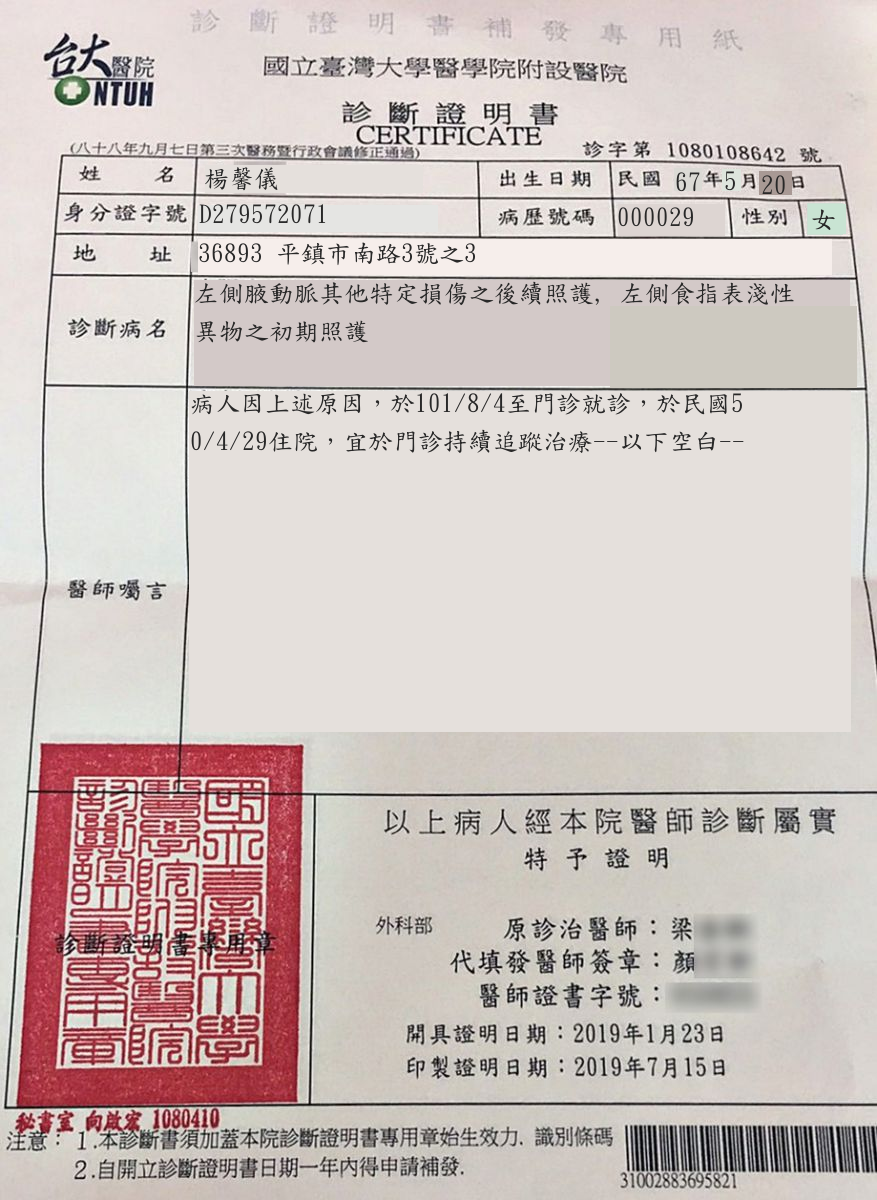 診斷證明書補發專用紙
台大醫院
NTUH
國立臺灣大學醫學院附設醫院
診斷證明書
CERTIFICATE
(八十八年九月七日第三次醫務暨行政會議修正通過)
診字第 1080108642 號
姓名 楊馨儀 出生日期 民國 67年5月20日
身分證字號 D279572071 病歷號碼 000029 性別 女
地址 36893 平鎮市南路3號之3
診斷病名 左側腋動脈其他特定損傷之後續照護, 左側食指表淺性
異物之初期照護
病人因上述原因，於101/8/4至門診就診，於民國5
0/4/29住院，宜於門診持續追蹤治療--以下空白--
醫師囑言
國立臺灣大學
醫學院附設醫院
診斷證明書專用章
診斷證明書專用章
以上病人經本院醫師診斷屬實
特予證明
外科部 原診治醫師：梁
代填發醫師簽章：顏
醫師證書字號：
開具證明日期：2019年1月23日
印製證明日期：2019年7月15日
秘書室 向啟宏 1080410
注意：1.本診斷書須加蓋本院診斷證明書專用章始生效力. 識別條碼
2.自開立診斷證明書日期一年內得申請補發.
31002883695821